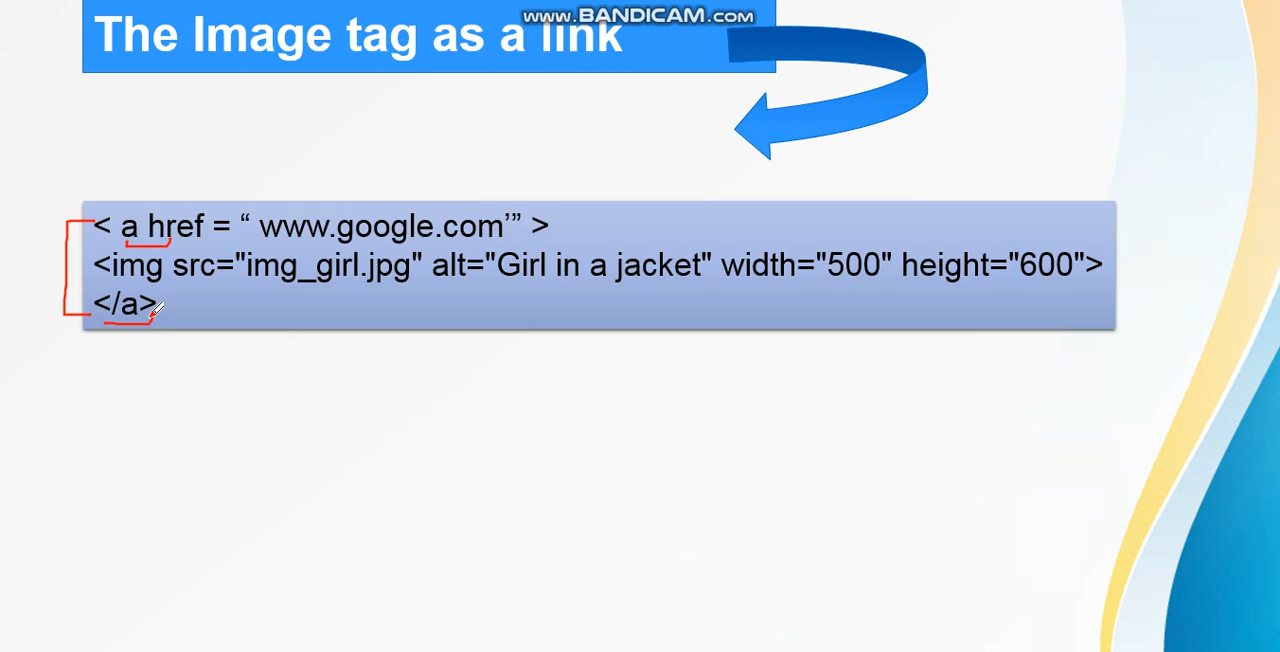 www.BANDICAM.com
The Image tag as a link
< a href = “ www.google.com’” >
<img src="img_girl.jpg" alt="Girl in a jacket" width="500" height="600">
</a>